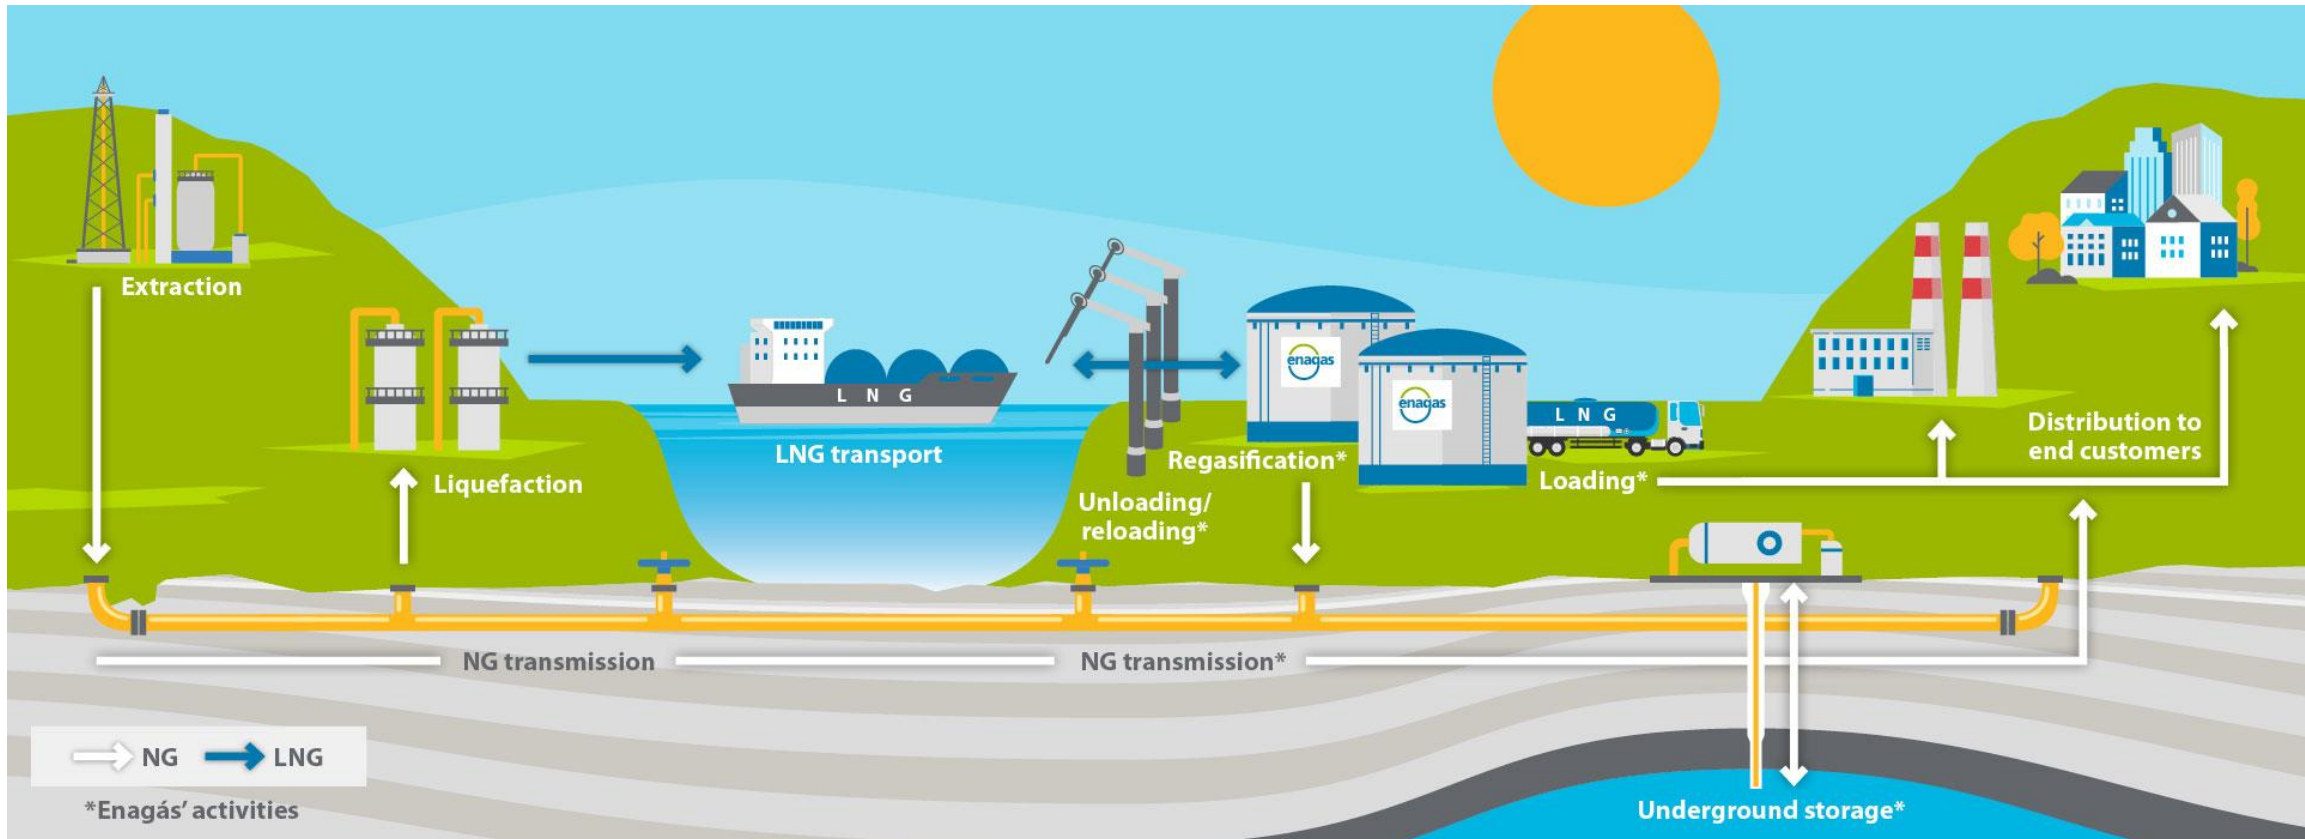 Extraction
Liquefaction
L N G
LNG transport
Unloading/
reloading*
enagas
enagas
Regasification*
L N G
Loading*
Distribution to
end customers
NG transmission
NG transmission*
Underground storage*
NG
LNG
*Enagás’ activities